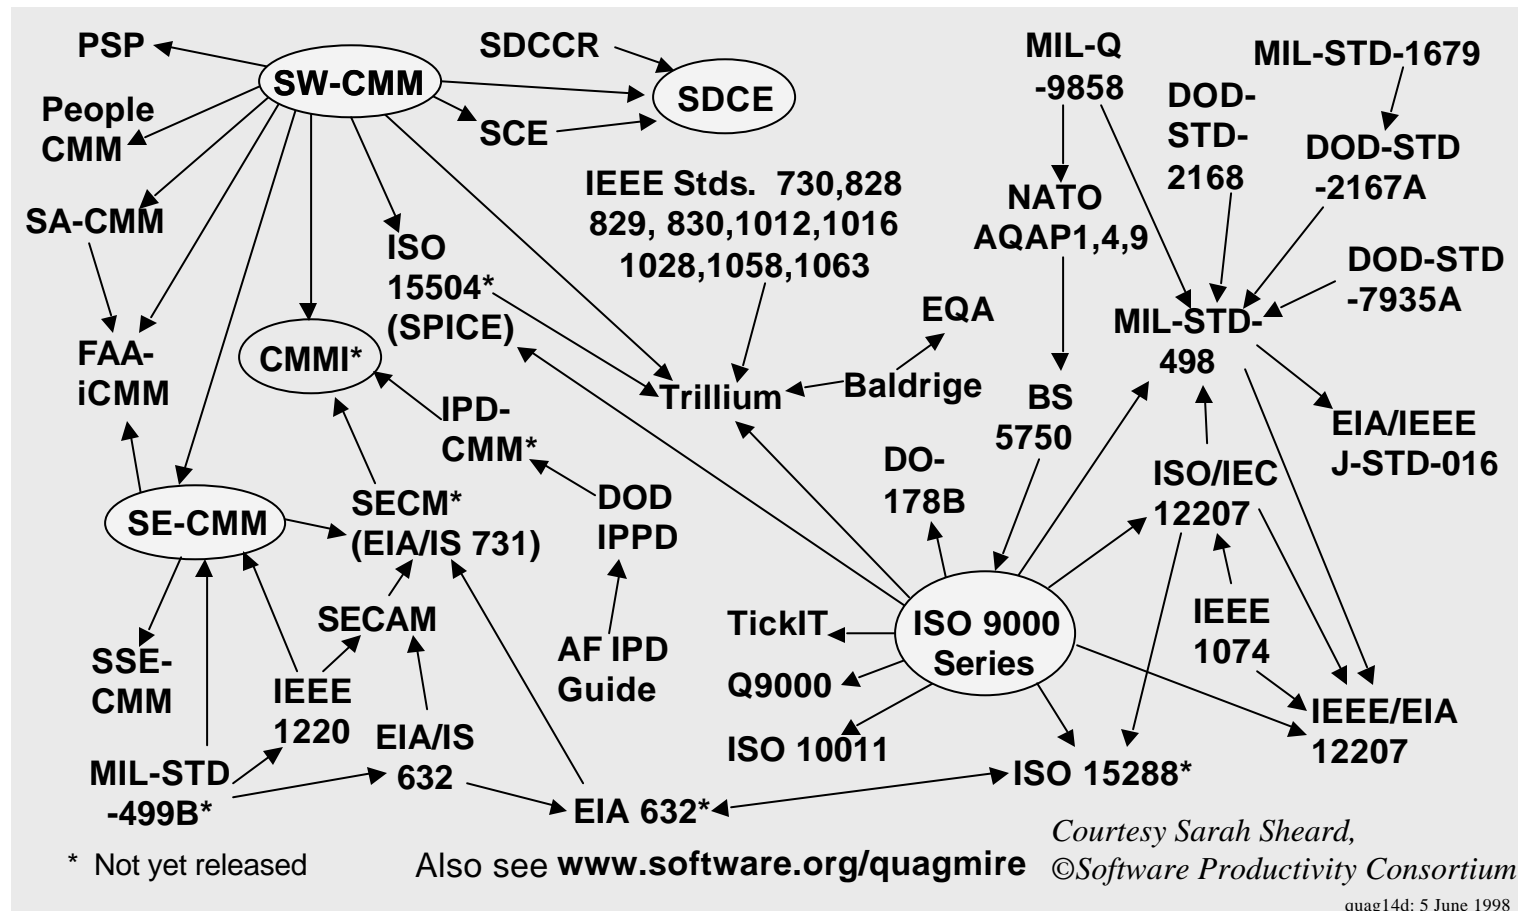 PSP
SW-CMM
SDCCR
SDCE
SCE
People
CMM
SA-CMM
FAA-
iCMM
CMMI*
ISO
15504*
(SPICE)
IEEE Stds. 730,828
829, 830,1012,1016
1028,1058,1063
MIL-Q
-9858
MIL-STD-1679
DOD-
STD-
2168
DOD-STD
-2167A
NATO
AQAP1,4,9
DOD-STD
-7935A
MIL-STD-
498
EQA
Baldrige
Trillium
BS
5750
EIA/IEEE
J-STD-016
IPD-
CMM*
DO-
178B
ISO/IEC
12207
SE-CMM
SECM*
(EIA/IS 731)
DOD
IPPD
SECAM
AF IPD
Guide
TickIT
ISO 9000
Series
Q9000
ISO 10011
IEEE
1074
IEEE/EIA
12207
SSE-
CMM
IEEE
1220
EIA/IS
632
MIL-STD
-499B*
EIA 632*
ISO 15288*
* Not yet released
Also see www.software.org/quagmire
Courtesy Sarah Sheard,
©Software Productivity Consortium
quag14d: 5 June 1998